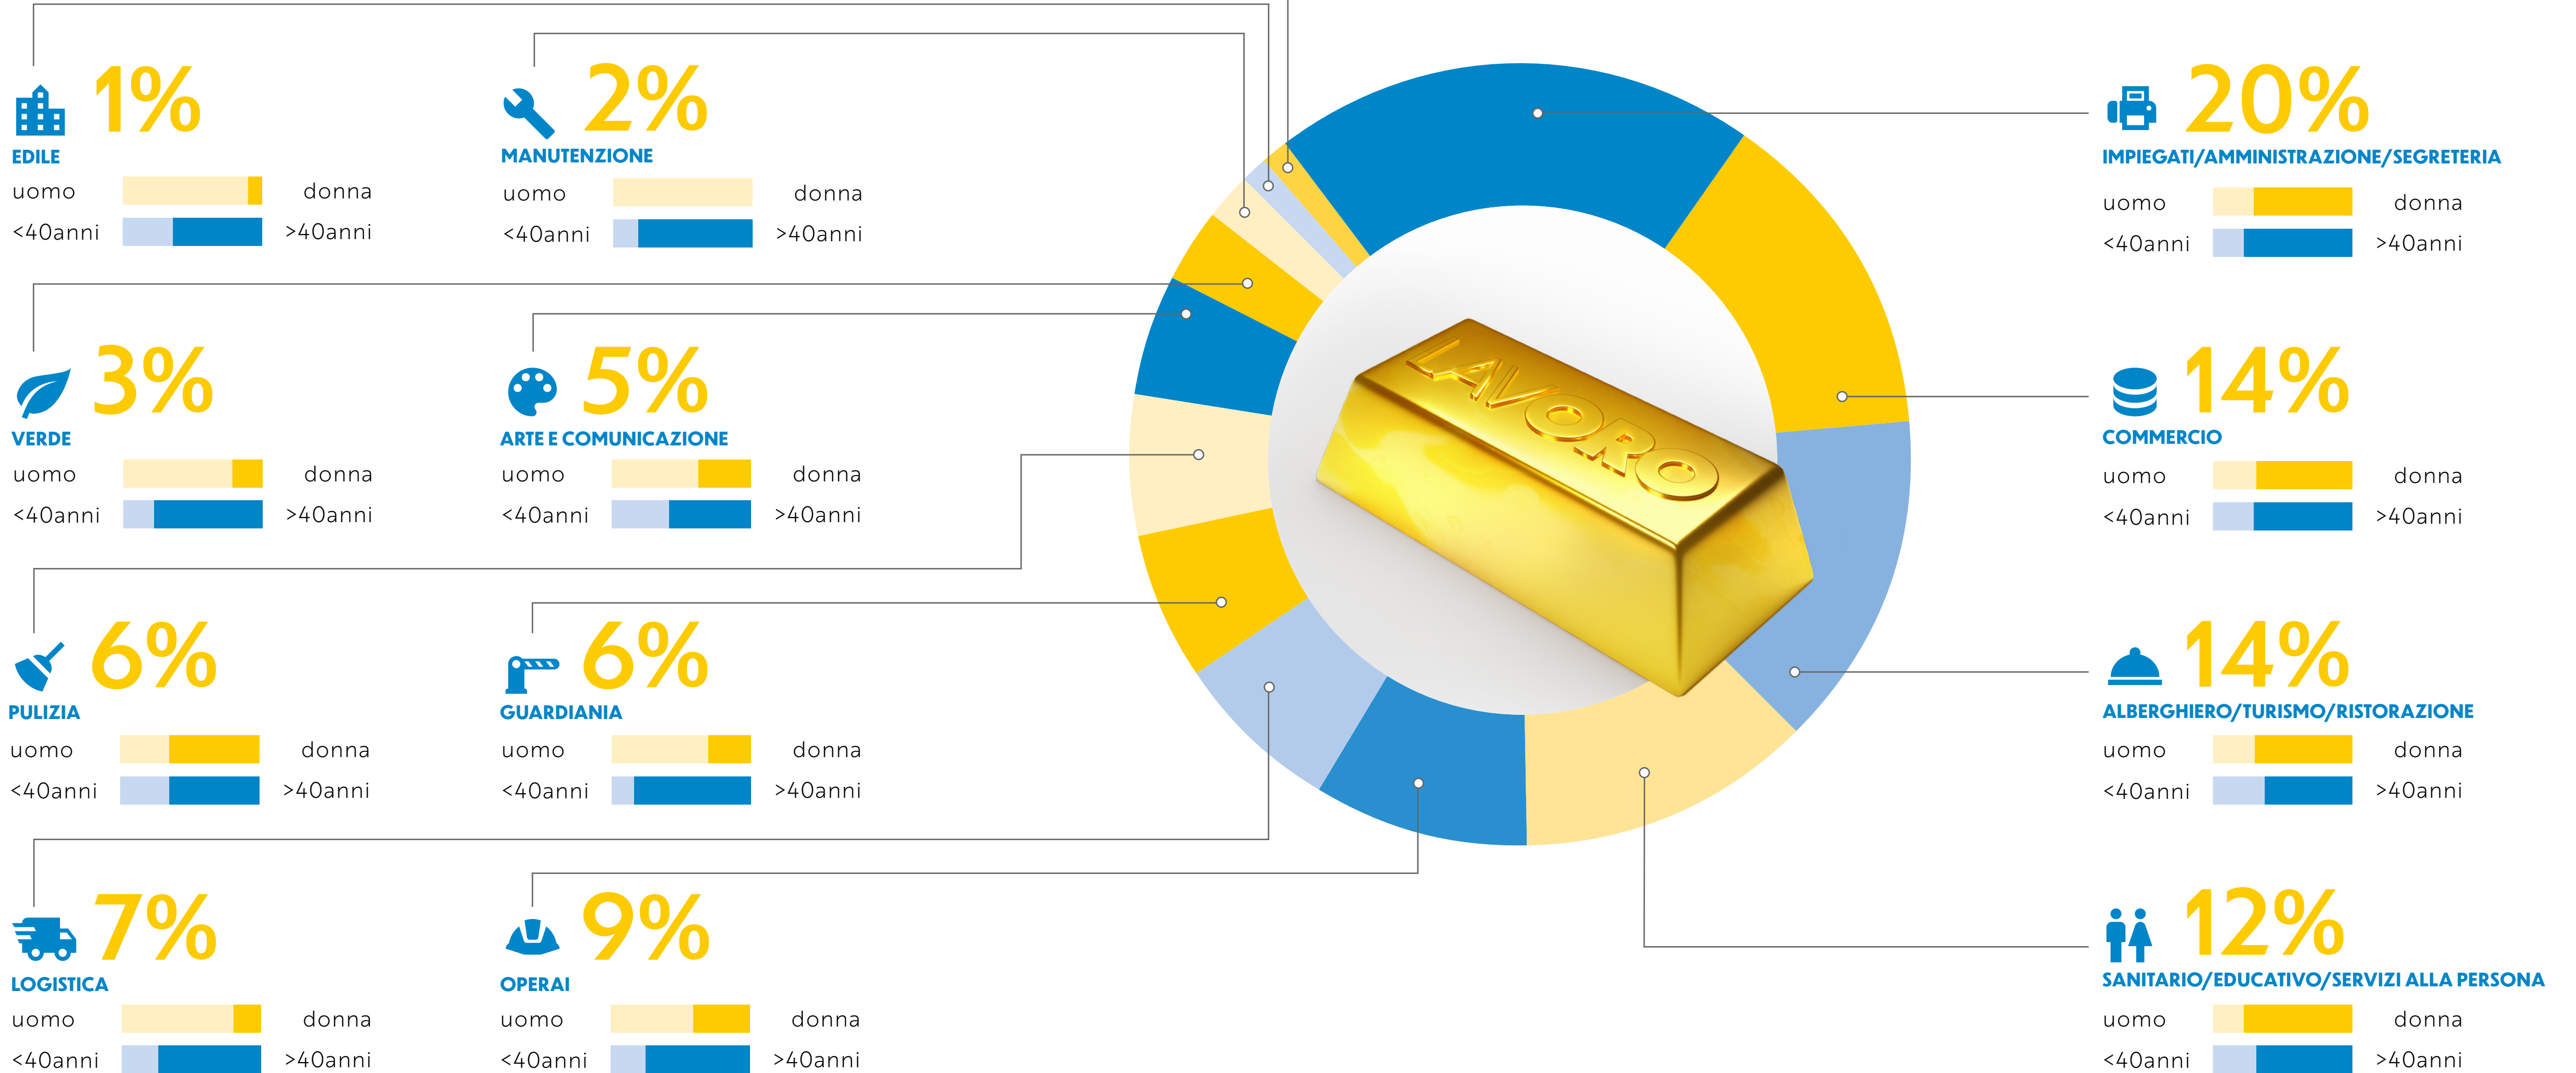 1%
EDILE
uomo donna
<40anni >40anni
2%
MANUTENZIONE
uomo donna
<40anni >40anni
3%
VERDE
uomo donna
<40anni >40anni
5%
ARTE E COMUNICAZIONE
uomo donna
<40anni >40anni
6%
PULIZIA
uomo donna
<40anni >40anni
6%
GUARDIANIA
uomo donna
<40anni >40anni
7%
LOGISTICA
uomo donna
<40anni >40anni
9%
OPERAI
uomo donna
<40anni >40anni
LAVORO
20%
IMPIEGATI/AMMINISTRAZIONE/SEGRETERIA
uomo donna
<40anni >40anni
14%
COMMERCIO
uomo donna
<40anni >40anni
14%
ALBERGHIERO/TURISMO/RISTORAZIONE
uomo donna
<40anni >40anni
12%
SANITARIO/EDUCATIVO/SERVIZI ALLA PERSONA
uomo donna
<40anni >40anni